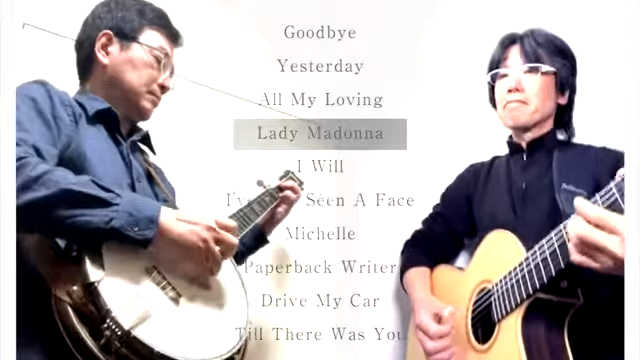 Goodbye
Yesterday
All My Loving
Lady Madonna
I Will
I've Seen A Face
Michelle
Paperback Writer
Drive My Car
Till There Was You